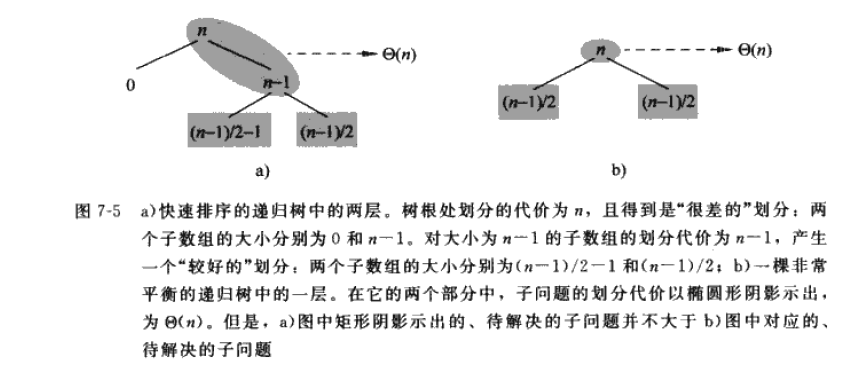 n
Θ(n)
n
Θ(n)
0
n-1
(n-1)/2
(n-1)/2
(n-1)/2-1
(n-1)/2
a)
b)
图 7-5 a)快速排序的递归树中的两层。树根处划分的代价为 n，且得到是“很差的”划分：两
个子数组的大小分别为 0 和 n-1。对大小为 n-1 的子数组的划分代价为 n-1，产生
一个“较好的”划分：两个子数组的大小分别为(n-1)/2-1 和(n-1)/2；b)一棵非常
平衡的递归树中的一层。在它的两个部分中，子问题的划分代价以椭圆形阴影示出，
为 Θ(n)。但是，a)图中矩形阴影示出的、待解决的子问题并不大于 b)图中对应的、
待解决的子问题